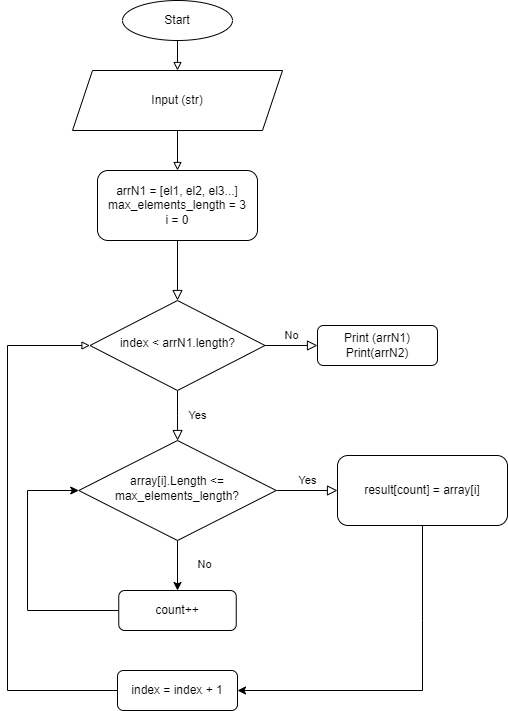 Start
Input (str)
arrN1 = [el1, el2, el3...]
max_elements_length = 3
i = 0
index < arrN1.length?
No
Print (arrN1)
Print(arrN2)
Yes
array[i].Length <=
max_elements_length?
Yes
result[count] = array[i]
No
count++
index = index + 1